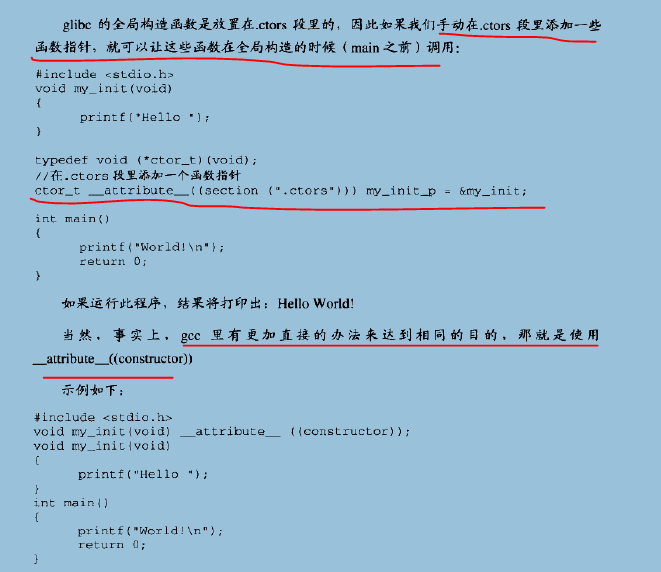 glibc 的全局构造函数是放置在.ctors 段里的，因此如果我们手动在.ctors 段里添加一些
函数指针，就可以让这些函数在全局构造的时候（main 之前）调用：
#include <stdio.h>
void my_init(void)
{
printf("Hello ");
}
typedef void (*ctor_t)(void);
//在.ctors 段里添加一个函数指针
ctor_t __attribute__((section (".ctors"))) my_init_p = &my_init;
int main()
{
printf("World!\n");
return 0;
}
如果运行此程序，结果将打印出：Hello World!
当然，事实上，gcc 里有更加直接的办法来达到相同的目的，那就是使用
__attribute__((constructor))
示例如下：
#include <stdio.h>
void my_init(void) __attribute__ ((constructor));
void my_init(void)
{
printf("Hello ");
}
int main()
{
printf("World!\n");
return 0;
}